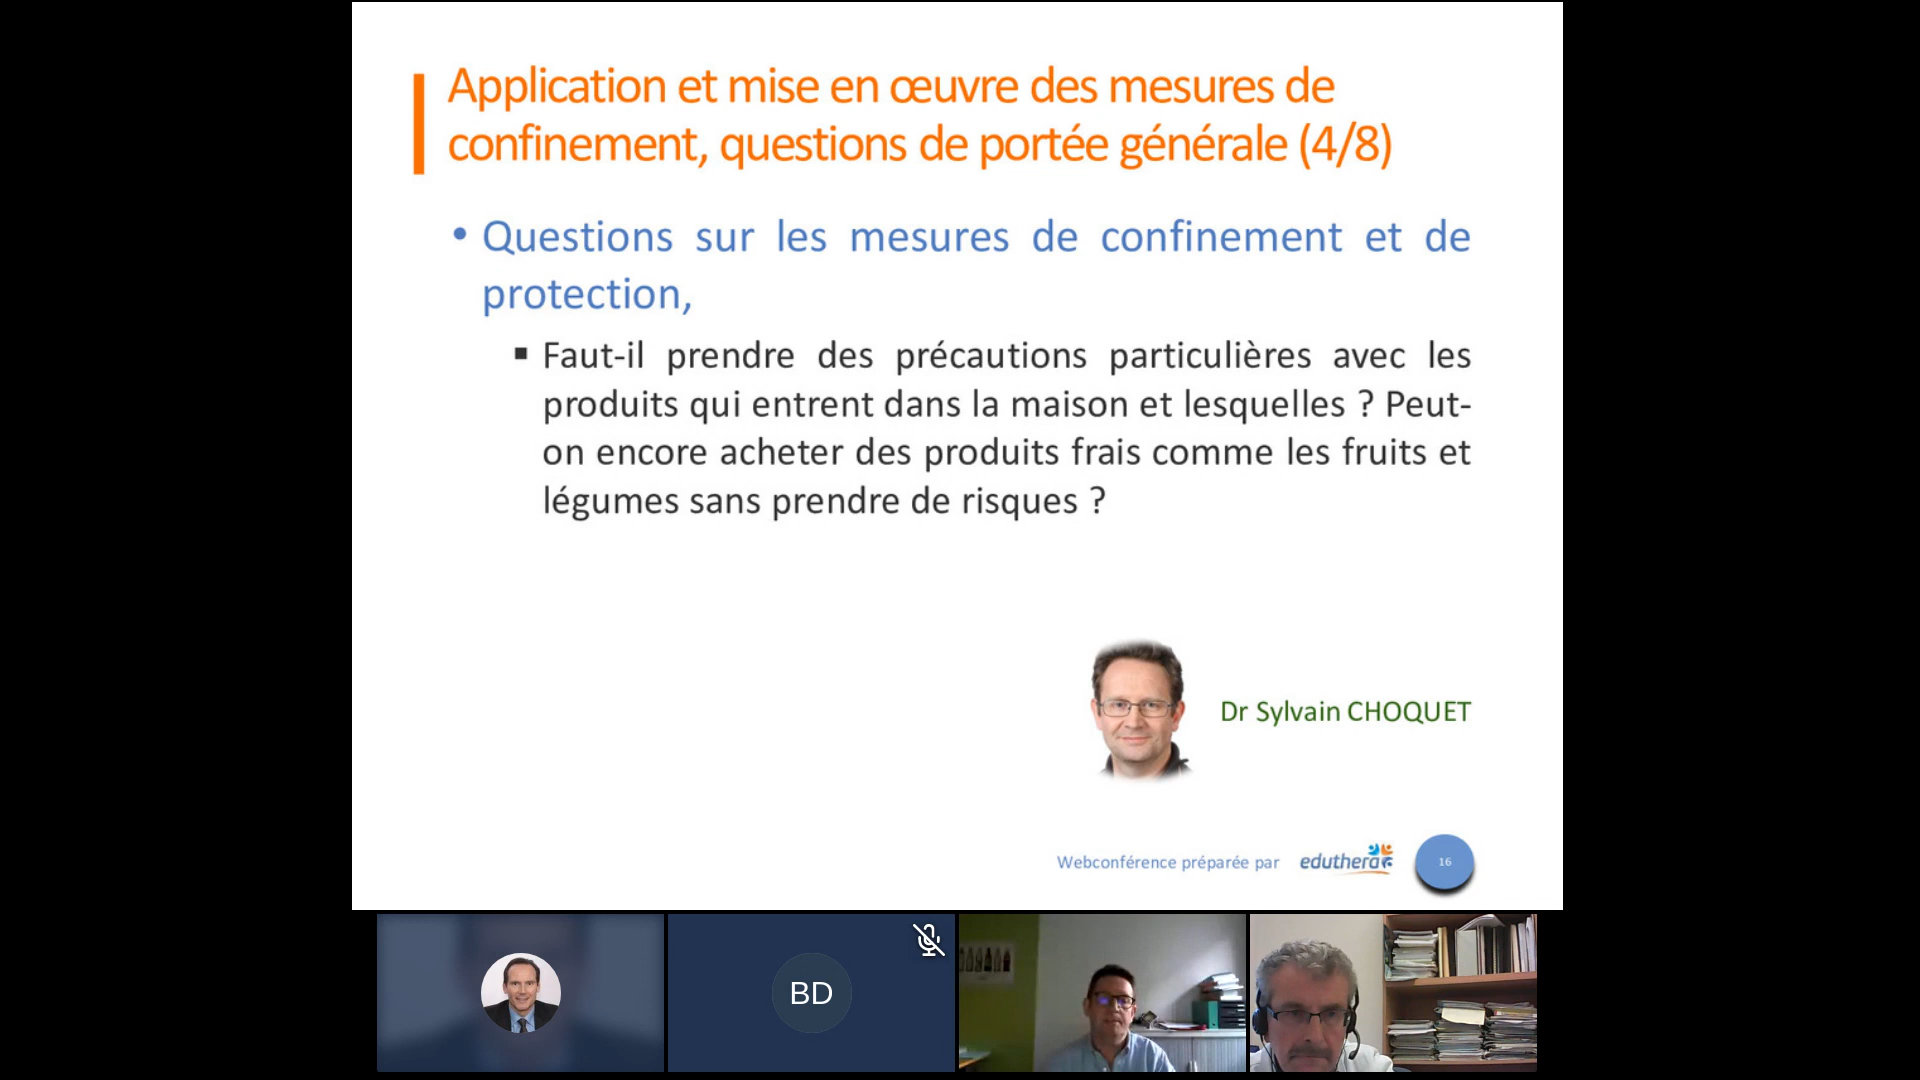 Application et mise en œuvre des mesures de
confinement, questions de portée générale (4/8)
• Questions sur les mesures de confinement et de
protection,
▪ Faut-il prendre des précautions particulières avec les
produits qui entrent dans la maison et lesquelles ? Peut-
on encore acheter des produits frais comme les fruits et
légumes sans prendre de risques ?
Dr Sylvain CHOQUET
Webconférence préparée par eduthera 16
BD